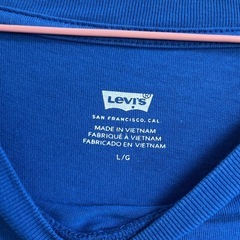 Levi's®
SAN FRANCISCO, CAL.
MADE IN VIETNAM
FABRIQUÉ À VIETNAM
FABRICADO EN VIETNAM
L/G